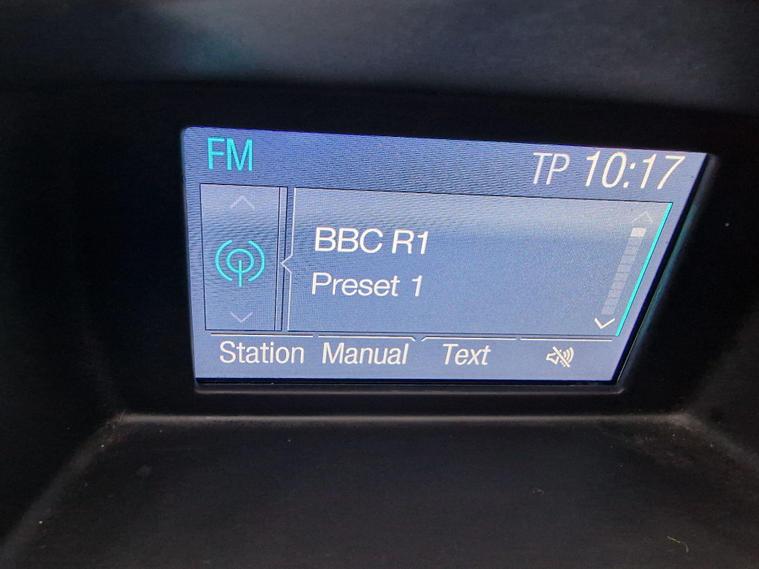 FM
TP 10:17
BBC R1
Preset 1
Station Manual Text